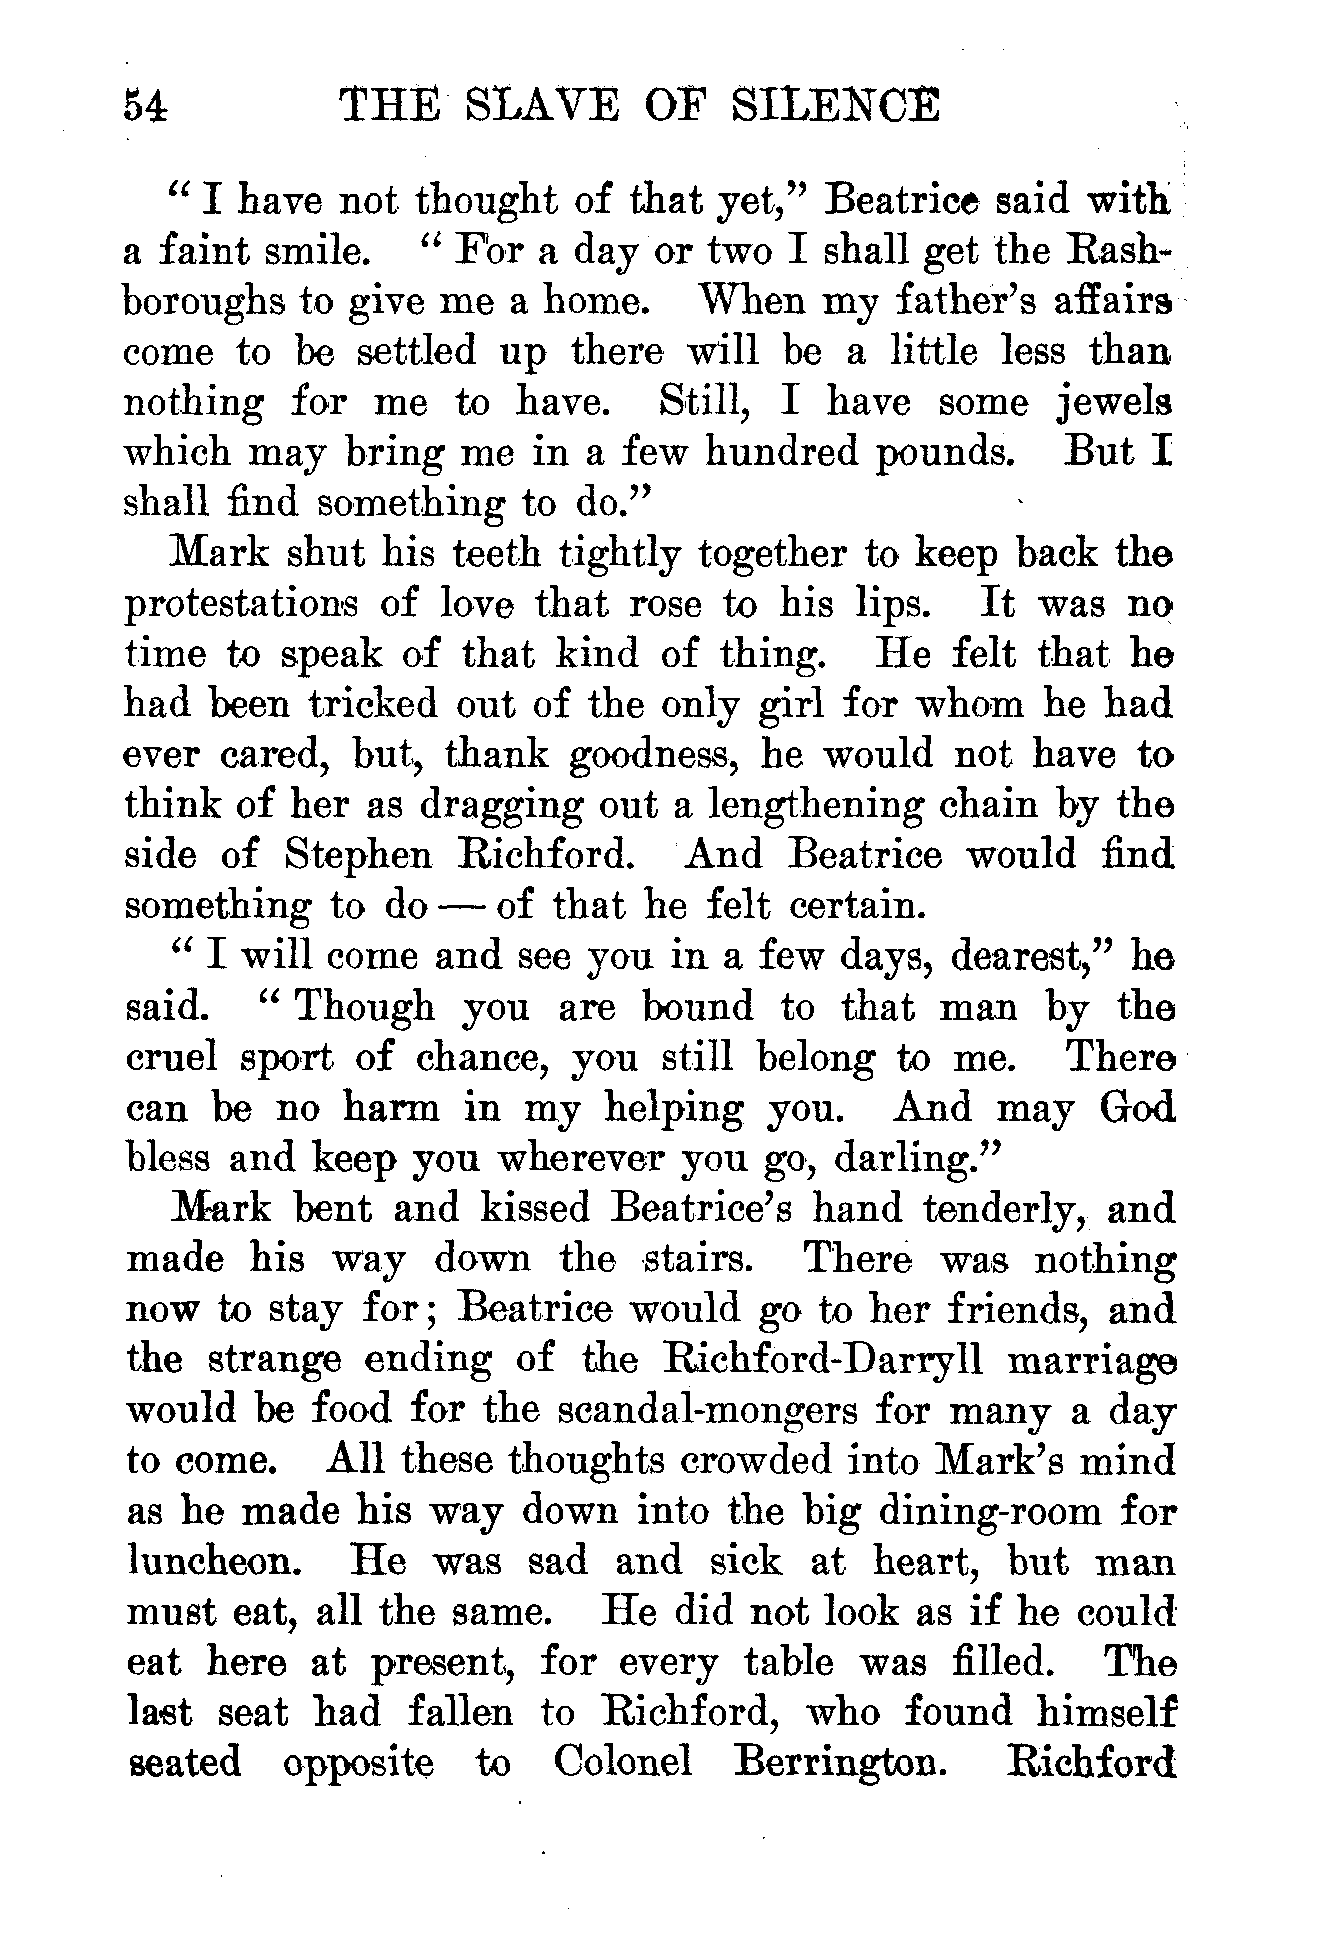 54 THE SLAVE OF SILENCE
“ I have not thought of that yet,” Beatrice said with
a faint smile. “ For a day or two I shall get the Rash-
boroughs to give me a home. When my father’s affairs
come to be settled up there will be a little less than
nothing for me to have. Still, I have some jewels
which may bring me in a few hundred pounds. But I
shall find something to do.”
Mark shut his teeth tightly together to keep back the
protestations of love that rose to his lips. It was no
time to speak of that kind of thing. He felt that he
had been tricked out of the only girl for whom he had
ever cared, but, thank goodness, he would not have to
think of her as dragging out a lengthening chain by the
side of Stephen Richford. And Beatrice would find
something to do — of that he felt certain.
“ I will come and see you in a few days, dearest,” he
said. “ Though you are bound to that man by the
cruel sport of chance, you still belong to me. There
can be no harm in my helping you. And may God
bless and keep you wherever you go, darling.”
Mark bent and kissed Beatrice’s hand tenderly, and
made his way down the stairs. There was nothing
now to stay for; Beatrice would go to her friends, and
the strange ending of the Richford-Darryll marriage
would be food for the scandal-mongers for many a day
to come. All these thoughts crowded into Mark’s mind
as he made his way down into the big dining-room for
luncheon. He was sad and sick at heart, but man
must eat, all the same. He did not look as if he could
eat here at present, for every table was filled. The
last seat had fallen to Richford, who found himself
seated opposite to Colonel Berrington. Richford